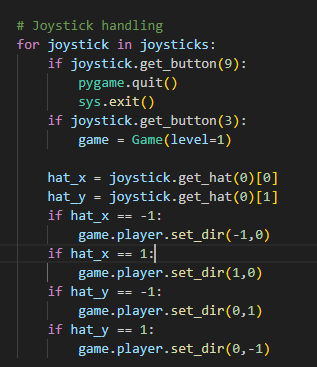 # Joystick handling
for joystick in joysticks:
    if joystick.get_button(9):
        pygame.quit()
        sys.exit()
    if joystick.get_button(3):
        game = Game(level=1)

    hat_x = joystick.get_hat(0)[0]
    hat_y = joystick.get_hat(0)[1]
    if hat_x == -1:
        game.player.set_dir(-1,0)
    if hat_x == 1:
        game.player.set_dir(1,0)
    if hat_y == -1:
        game.player.set_dir(0,1)
    if hat_y == 1:
        game.player.set_dir(0,-1)